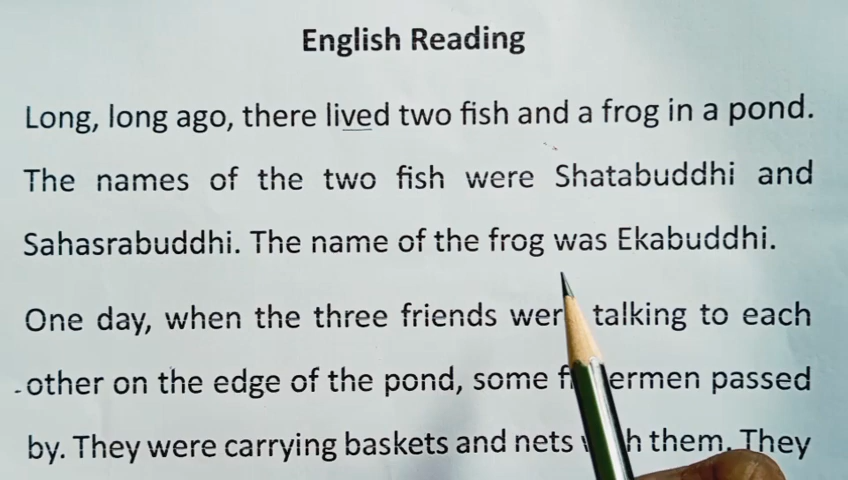 English Reading
Long, long ago, there lived two fish and a frog in a pond.
The names of the two fish were Shatabuddhi and
Sahasrabuddhi. The name of the frog was Ekabuddhi.
One day, when the three friends talking to each
other on the edge of the pond, some passed
by. They were carrying baskets and nets them. They